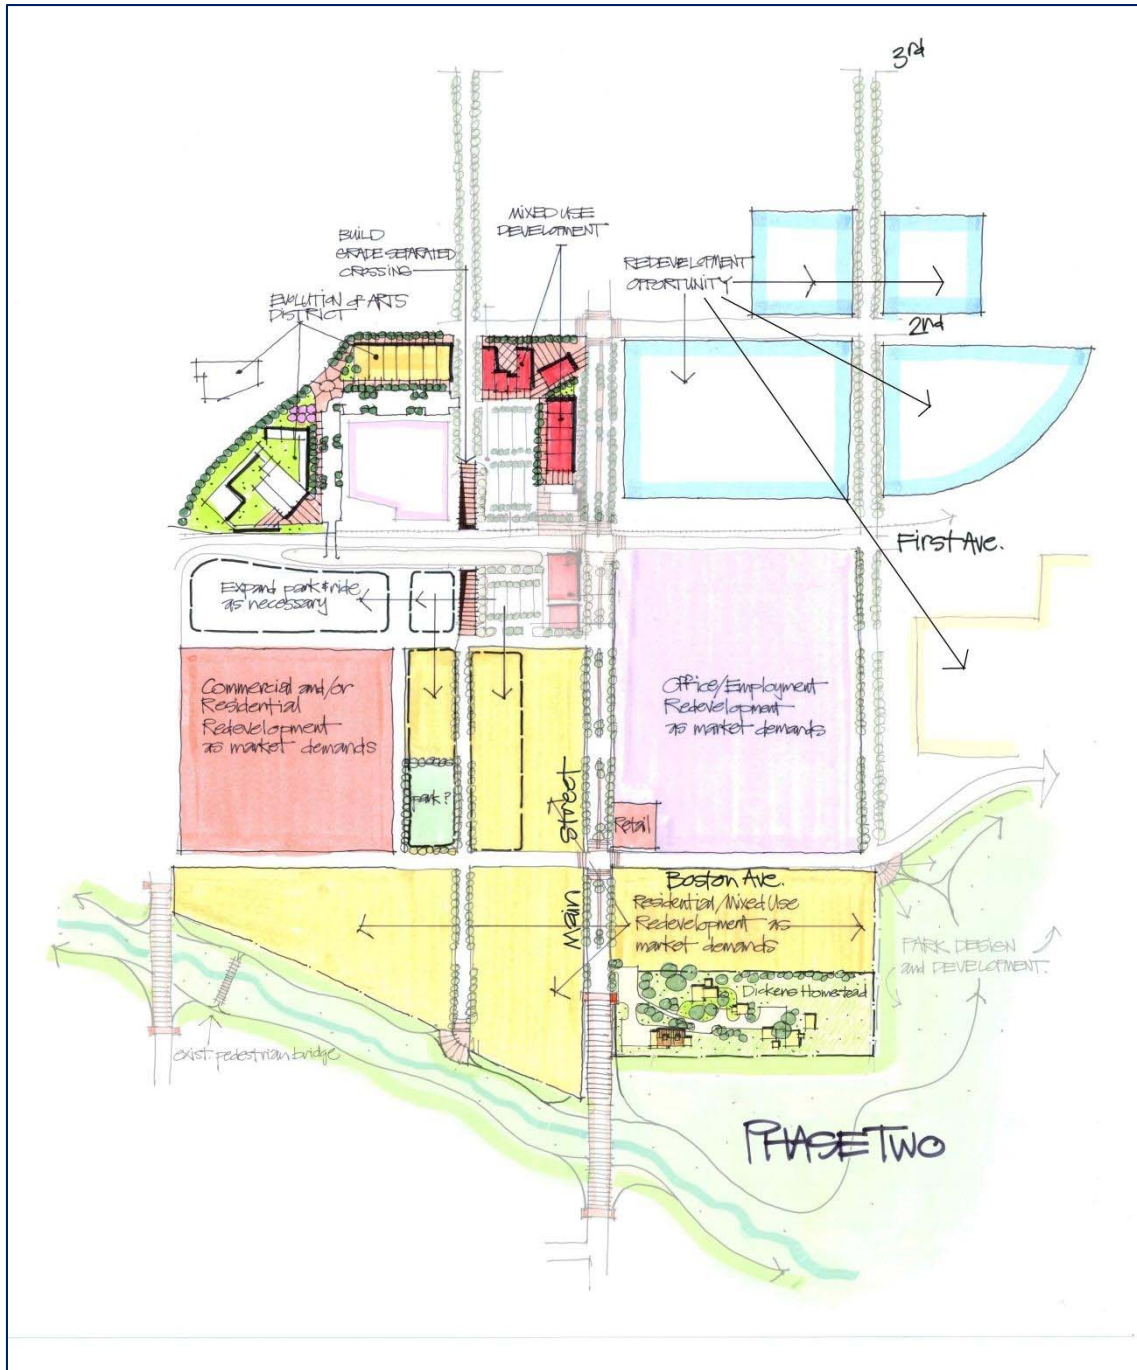 3rd
MIXED USE
DEVELOPMENT
BUILD
GRADE SEPARATED
CROSSING
REDEVELOPMENT
OPPORTUNITY
EVOLUTION of ARTS
DISTRICT
2nd
First Ave.
Expand park & ride
as necessary
Commercial and/or
Residential
Redevelopment
as market demands
Office/Employment
Redevelopment
as market demands
park?
Main Street
Retail
Boston Ave.
Residential/Mixed Use
Redevelopment as
market demands
PARK DESIGN
and DEVELOPMENT.
Dickens Homestead
exist. pedestrian bridge
PHASE TWO